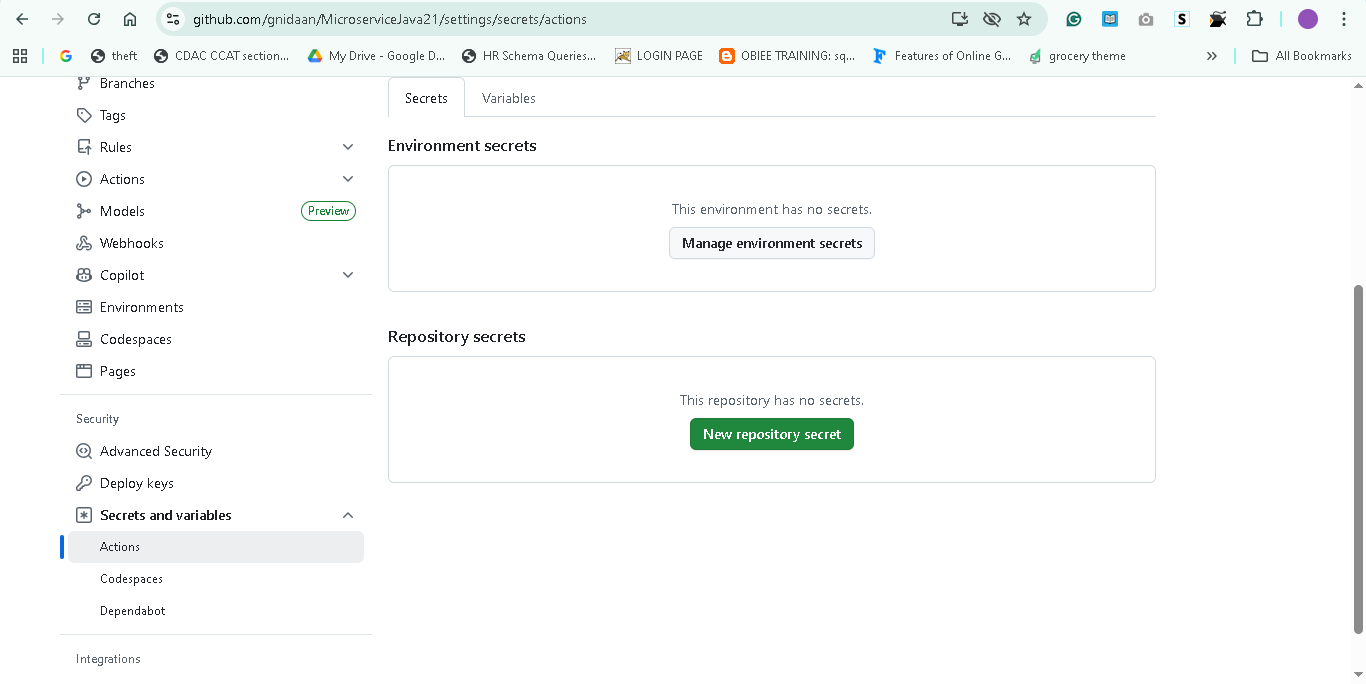 github.com/gnidaan/MicroserviceJava21/settings/secrets/actions
theft
CDAC CCAT section...
My Drive - Google D...
HR Schema Queries...
LOGIN PAGE
OBIEE TRAINING: sq...
Features of Online G...
grocery theme
»
All Bookmarks
Branches
Tags
Rules
Actions
Models
Preview
Webhooks
Copilot
Environments
Codespaces
Pages
Security
Advanced Security
Deploy keys
Secrets and variables
Actions
Codespaces
Dependabot
Integrations
Secrets
Variables
Environment secrets
This environment has no secrets.
Manage environment secrets
Repository secrets
This repository has no secrets.
New repository secret